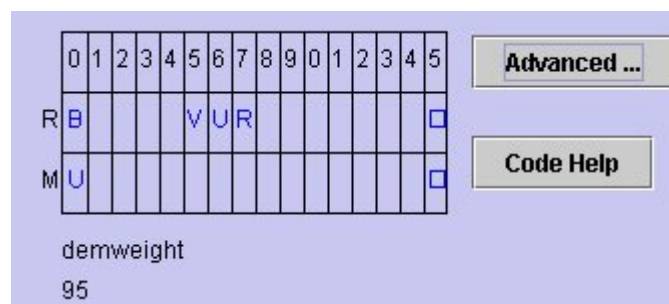 0 1 2 3 4 5 6 7 8 9 0 1 2 3 4 5
Advanced ...
R B V U R
Code Help
M U
demweight
95